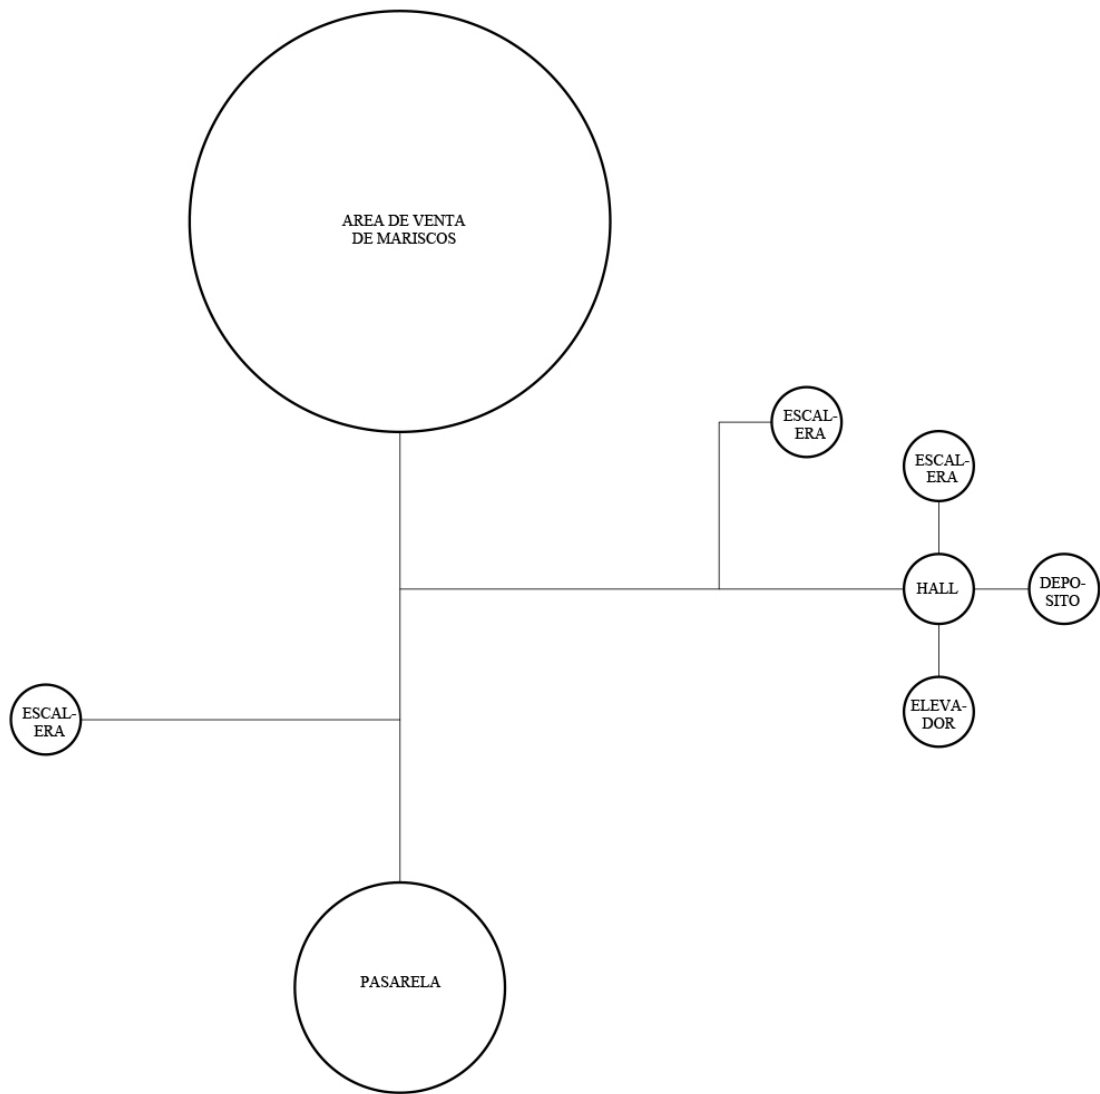 AREA DE VENTA
DE MARISCOS
ESCAL-
ERA
ESCAL-
ERA
HALL
DEPO-
SITO
ESCAL-
ERA
ELEVA-
DOR
PASARELA